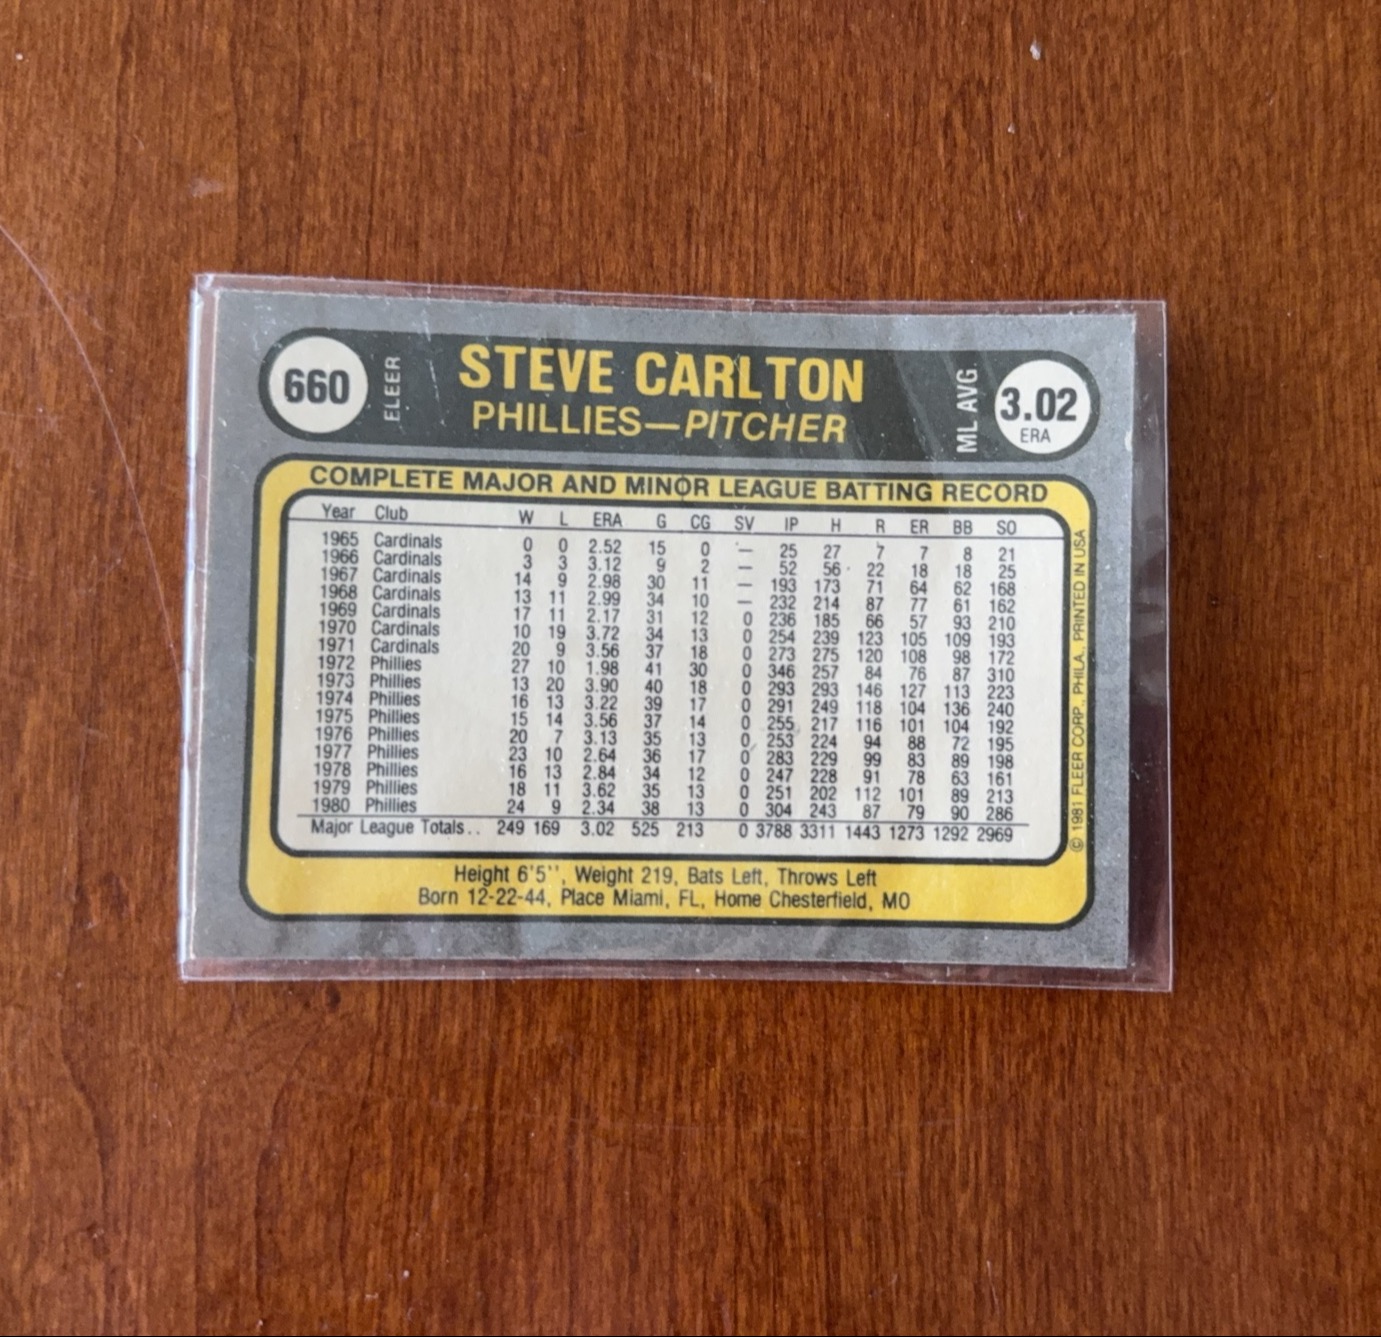 660 FLEER STEVE CARLTON ML AVG. 3.02 ERA
PHILLIES—PITCHER
COMPLETE MAJOR AND MINOR LEAGUE BATTING RECORD
Year Club W L ERA G CG SV IP H R ER BB SO
1965 Cardinals 0 0 2.52 15 0 — 25 27 7 7 8 21
1966 Cardinals 3 3 3.12 9 2 — 52 56 22 18 18 25
1967 Cardinals 14 9 2.98 30 11 — 193 173 71 64 62 168
1968 Cardinals 13 11 2.99 34 10 — 232 214 87 77 61 162
1969 Cardinals 17 11 2.17 31 12 0 236 185 66 57 93 210
1970 Cardinals 10 19 3.72 34 13 0 254 239 123 105 109 193
1971 Cardinals 20 9 3.56 37 18 0 273 275 120 108 98 172
1972 Phillies 27 10 1.98 41 30 0 346 257 84 76 87 310
1973 Phillies 13 20 3.90 40 18 0 293 293 146 127 113 223
1974 Phillies 16 13 3.22 39 17 0 291 249 118 104 136 240
1975 Phillies 15 14 3.56 37 14 0 255 217 116 101 104 192
1976 Phillies 20 7 3.13 35 13 0 253 224 94 88 72 195
1977 Phillies 23 10 2.64 36 17 0 283 229 99 83 89 198
1978 Phillies 16 13 2.84 34 12 0 247 228 91 78 63 161
1979 Phillies 18 11 3.62 35 13 0 251 202 112 101 89 213
1980 Phillies 24 9 2.34 38 13 0 304 243 87 79 90 286
Major League Totals.. 249 169 3.02 525 213 0 3788 3311 1443 1273 1292 2969
Height 6'5'', Weight 219, Bats Left, Throws Left
Born 12-22-44, Place Miami, FL, Home Chesterfield, MO
© 1981 FLEER CORP., PHILA., PRINTED IN USA